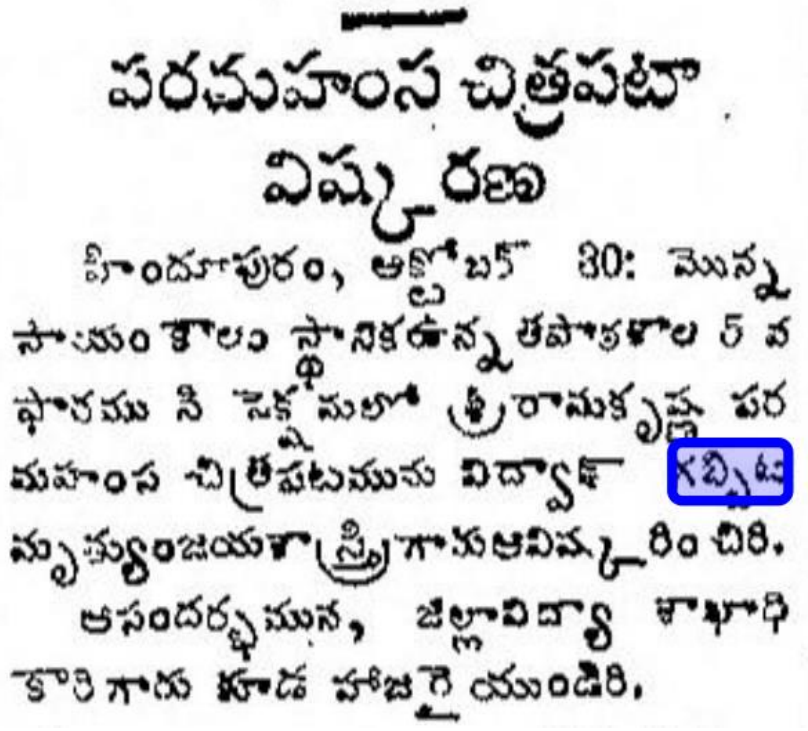 పరమహంస చిత్రపటా
విష్కరణ
హిందూపురం, అక్టోబర్ 30: మొన్న
సాయం కాలం స్థానికఉన్నతపాఠశాల 5 వ
ఫారము సి సెక్షనులో శ్రీరామకృష్ణ పర
మహంస చిత్రపటమును విద్వాన్ గబ్బిట
మృత్యుంజయశాస్త్రిగారుఆవిష్కరించిరి.
ఆసందర్భమున, జిల్లావిద్యా శాఖాధి
కారిగారు కూడ హాజరై యుండిరి.